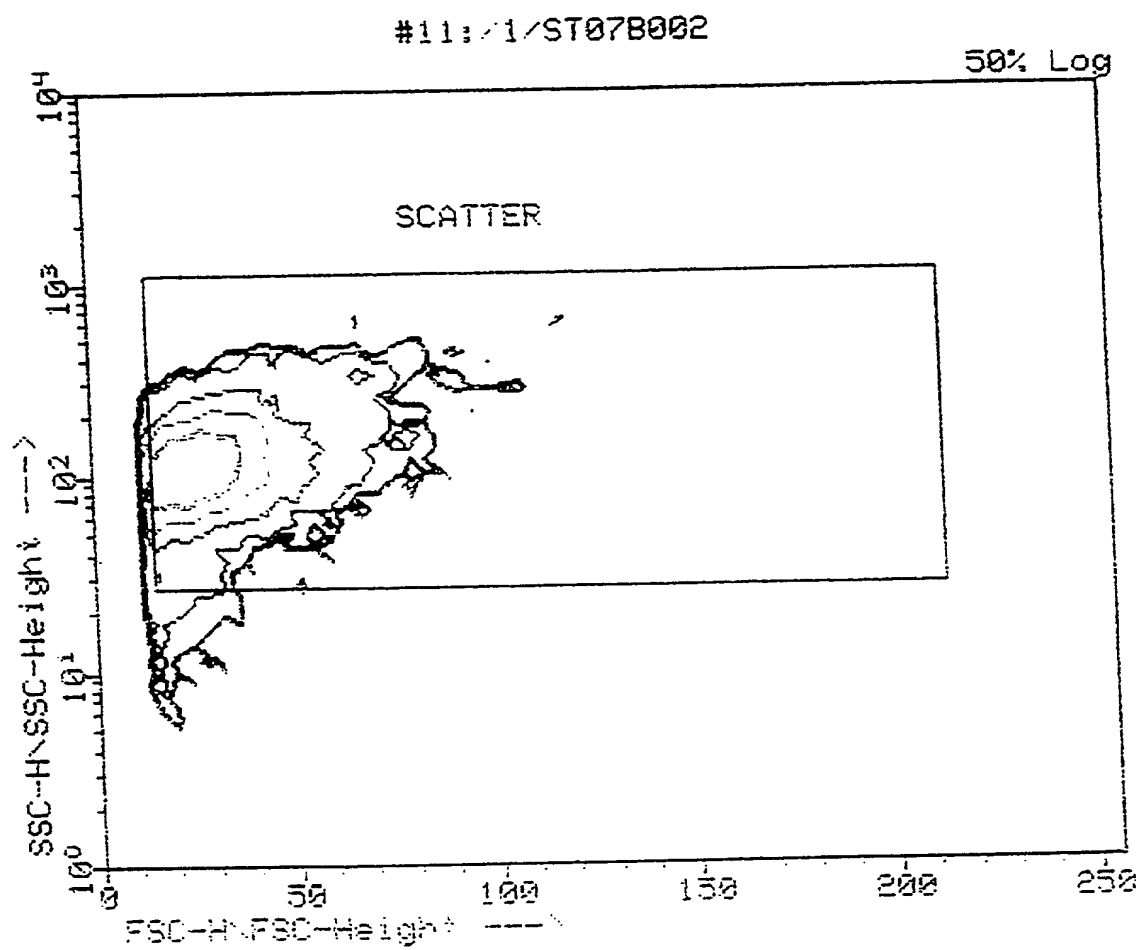 #11:/1/ST07B002
50% Log
10⁴
SCATTER
10³
10²
10¹
10⁰
SSC-H\SSC-Height --->
0 50 100 150 200 250
FSC-H\FSC-Height --->